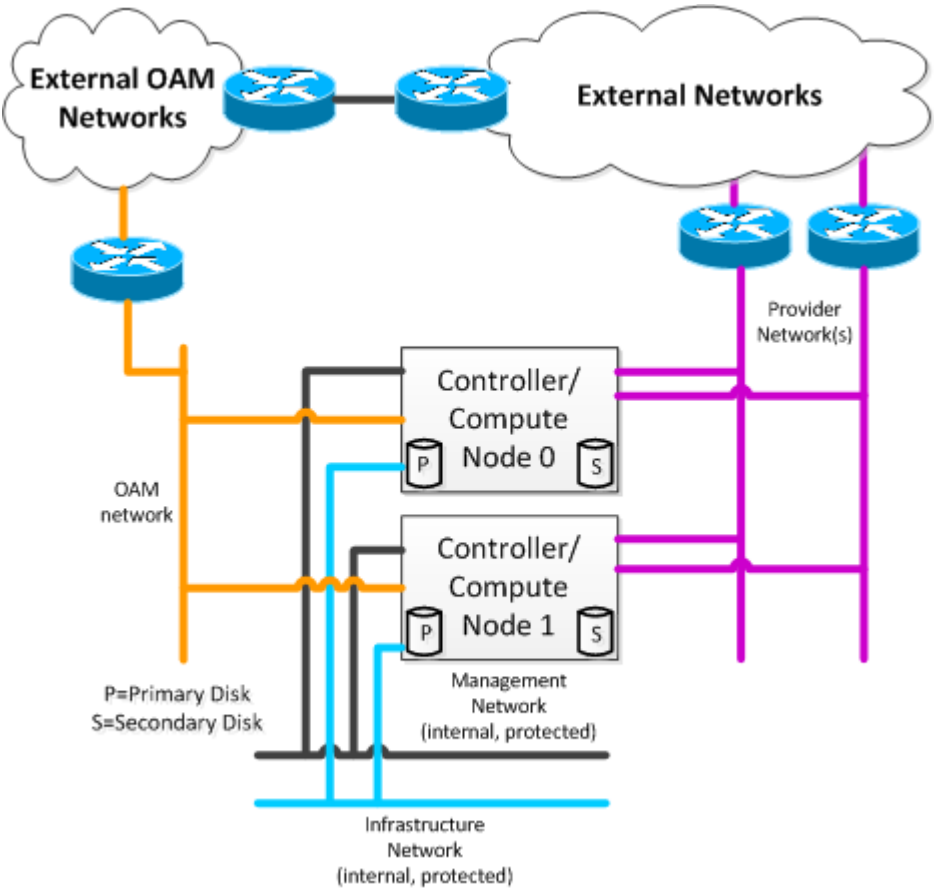 External OAM
Networks
External Networks
Provider
Network(s)
Controller/
Compute
Node 0
P
S
OAM
network
Controller/
Compute
Node 1
P
S
P=Primary Disk
S=Secondary Disk
Management
Network
(internal, protected)
Infrastructure
Network
(internal, protected)